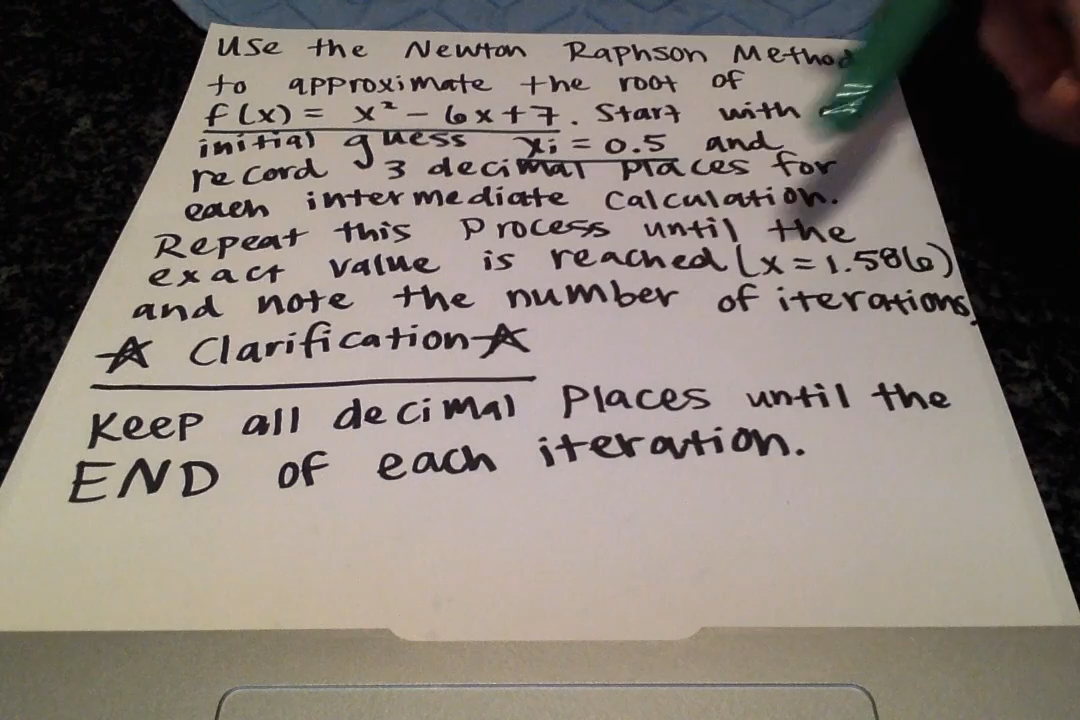 Use the Newton Raphson Method
to approximate the root of
f(x) = x² - 6x+7. Start with
initial guess xi = 0.5 and
record 3 decimal places for
each intermediate calculation.
Repeat this process until the
exact value is reached (x = 1.586)
and note the number of iterations.
☆ Clarification ☆
Keep all decimal places until the
END of each iteration.